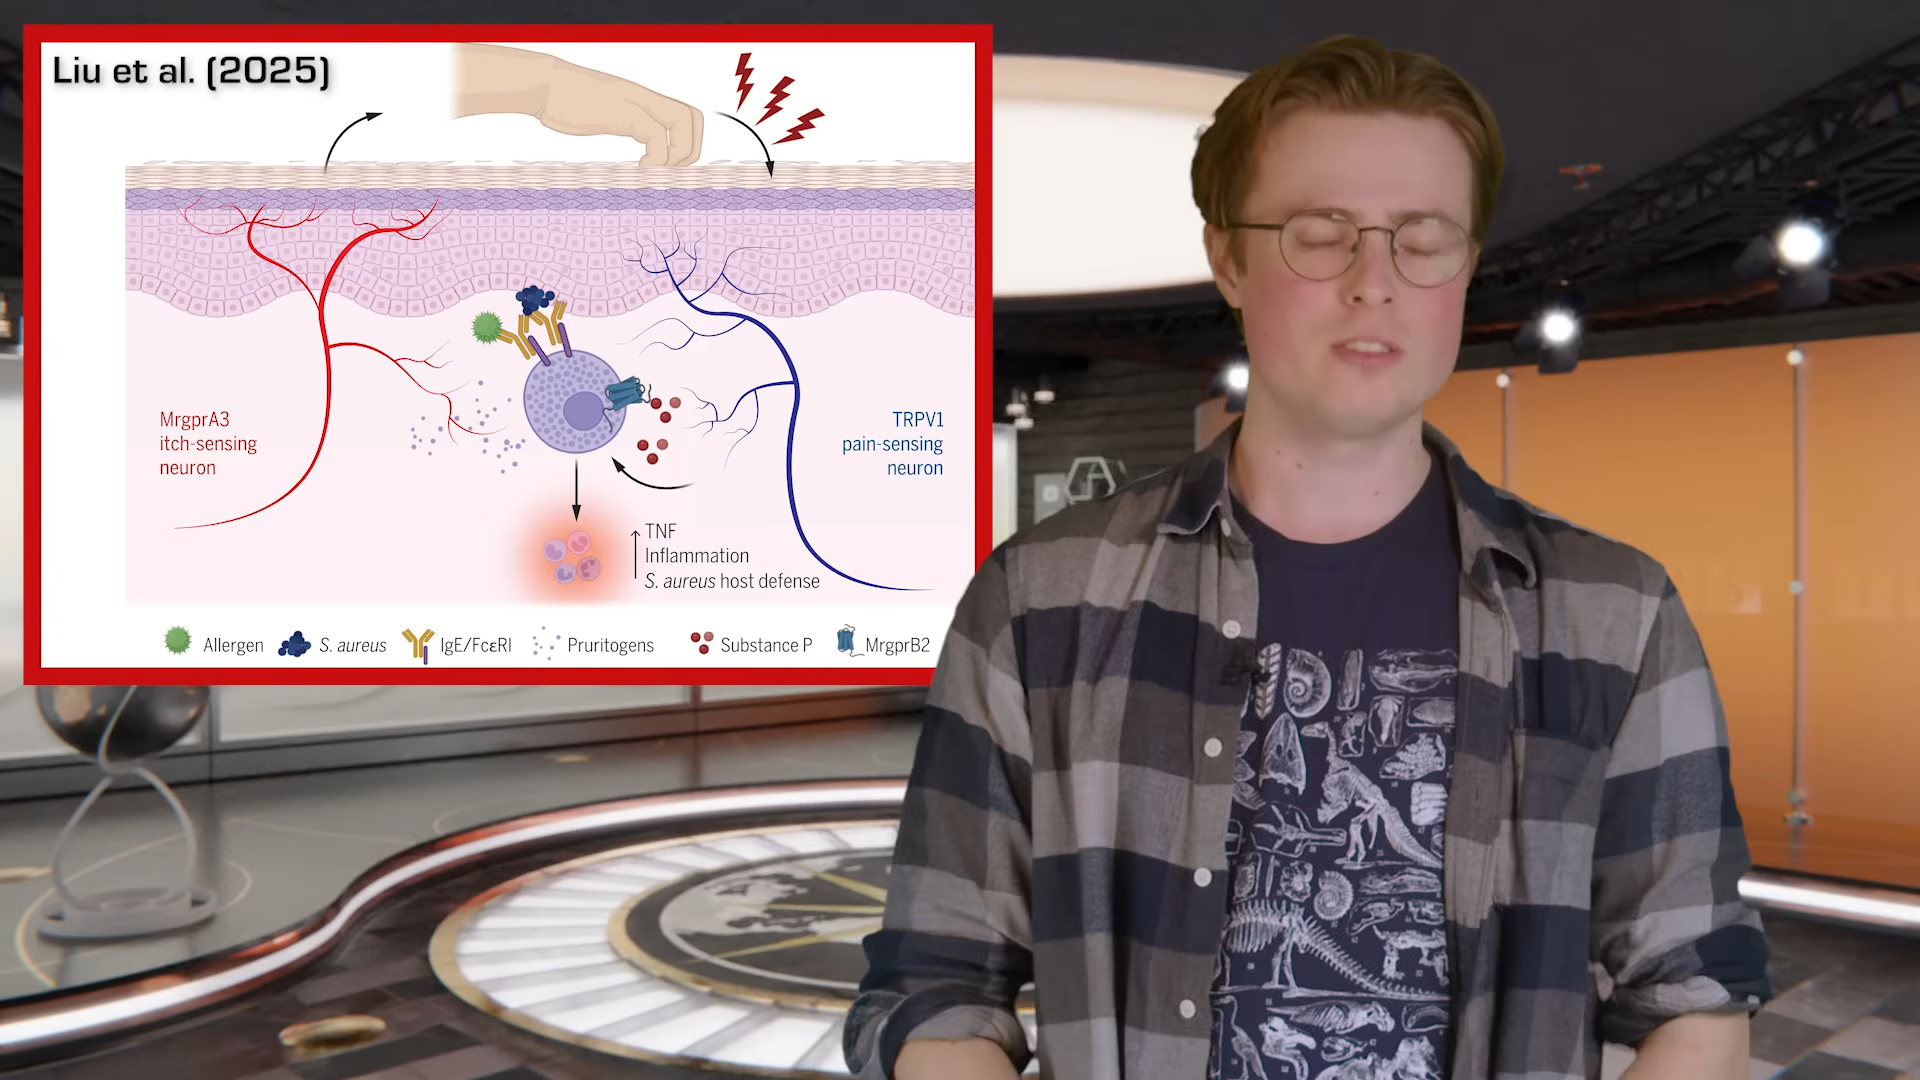 Liu et al. (2025)
MrgprA3
itch-sensing
neuron
TRPV1
pain-sensing
neuron
↑ TNF
Inflammation
S. aureus host defense
Allergen
S. aureus
IgE/FcεRI
Pruritogens
Substance P
MrgprB2